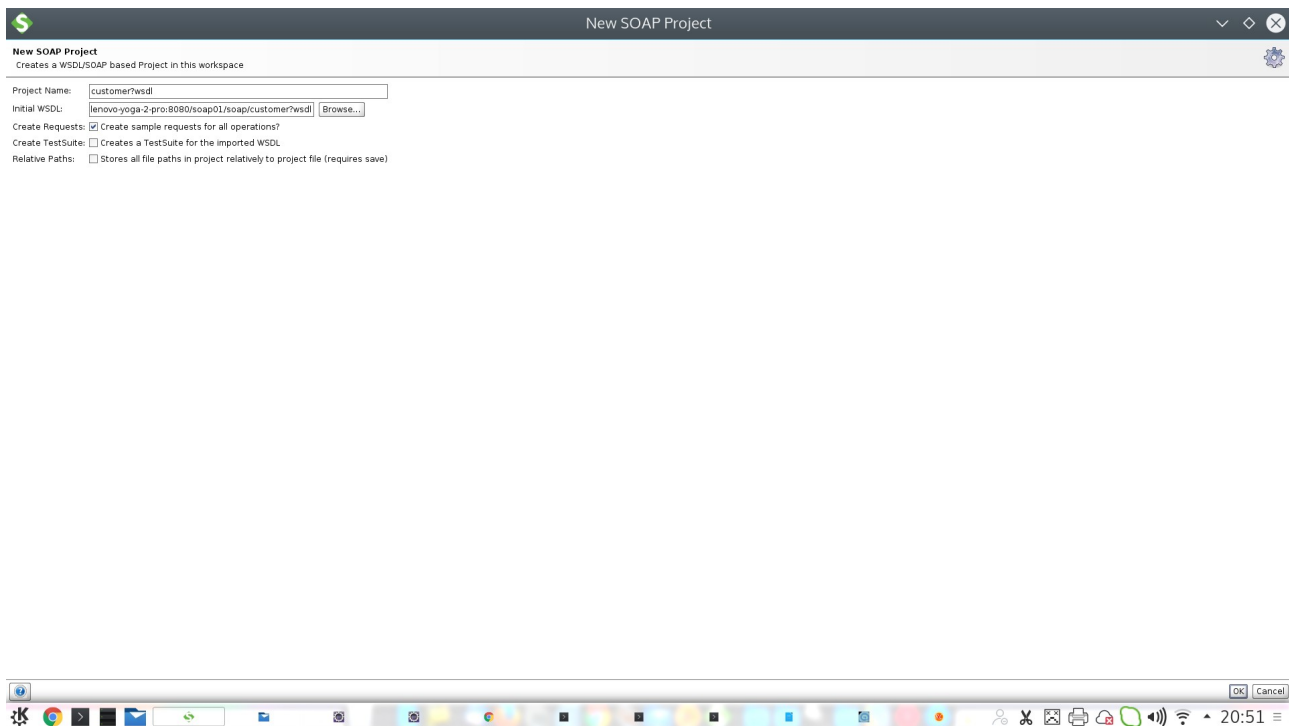 New SOAP Project
New SOAP Project
Creates a WSDL/SOAP based Project in this workspace
Project Name: customer?wsdl
Initial WSDL: lenovo-yoga-2-pro:8080/soap01/soap/customer?wsdl Browse...
Create Requests: Create sample requests for all operations?
Create TestSuite: Creates a TestSuite for the imported WSDL
Relative Paths: Stores all file paths in project relatively to project file (requires save)
OK Cancel
20:51